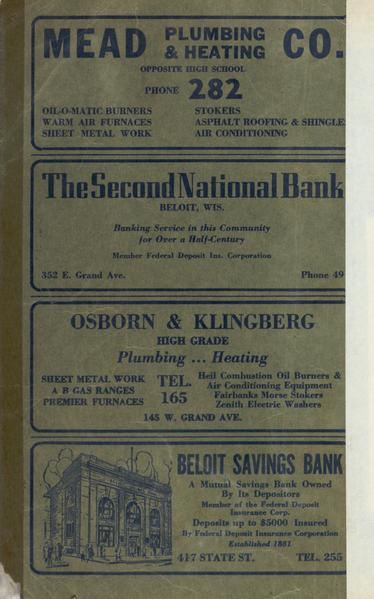 MEAD PLUMBING & HEATING CO.
OPPOSITE HIGH SCHOOL
PHONE 282
OIL-O-MATIC BURNERS
WARM AIR FURNACES
SHEET METAL WORK
STOKERS
ASPHALT ROOFING & SHINGLE
AIR CONDITIONING
The Second National Bank
BELOIT, WIS.
Banking Service in this Community
for Over a Half-Century
Member Federal Deposit Ins. Corporation
352 E. Grand Ave. Phone 49
OSBORN & KLINGBERG
HIGH GRADE
Plumbing ... Heating
SHEET METAL WORK
A B GAS RANGES
PREMIER FURNACES
TEL.
165
Heil Combustion Oil Burners &
Air Conditioning Equipment
Fairbanks Morse Stokers
Zenith Electric Washers
145 W. GRAND AVE.
BELOIT SAVINGS BANK
A Mutual Savings Bank Owned
By Its Depositors
Member of the Federal Deposit
Insurance Corp.
Deposits up to $5000 Insured
By Federal Deposit Insurance Corporation
Established 1881
417 STATE ST. TEL. 255